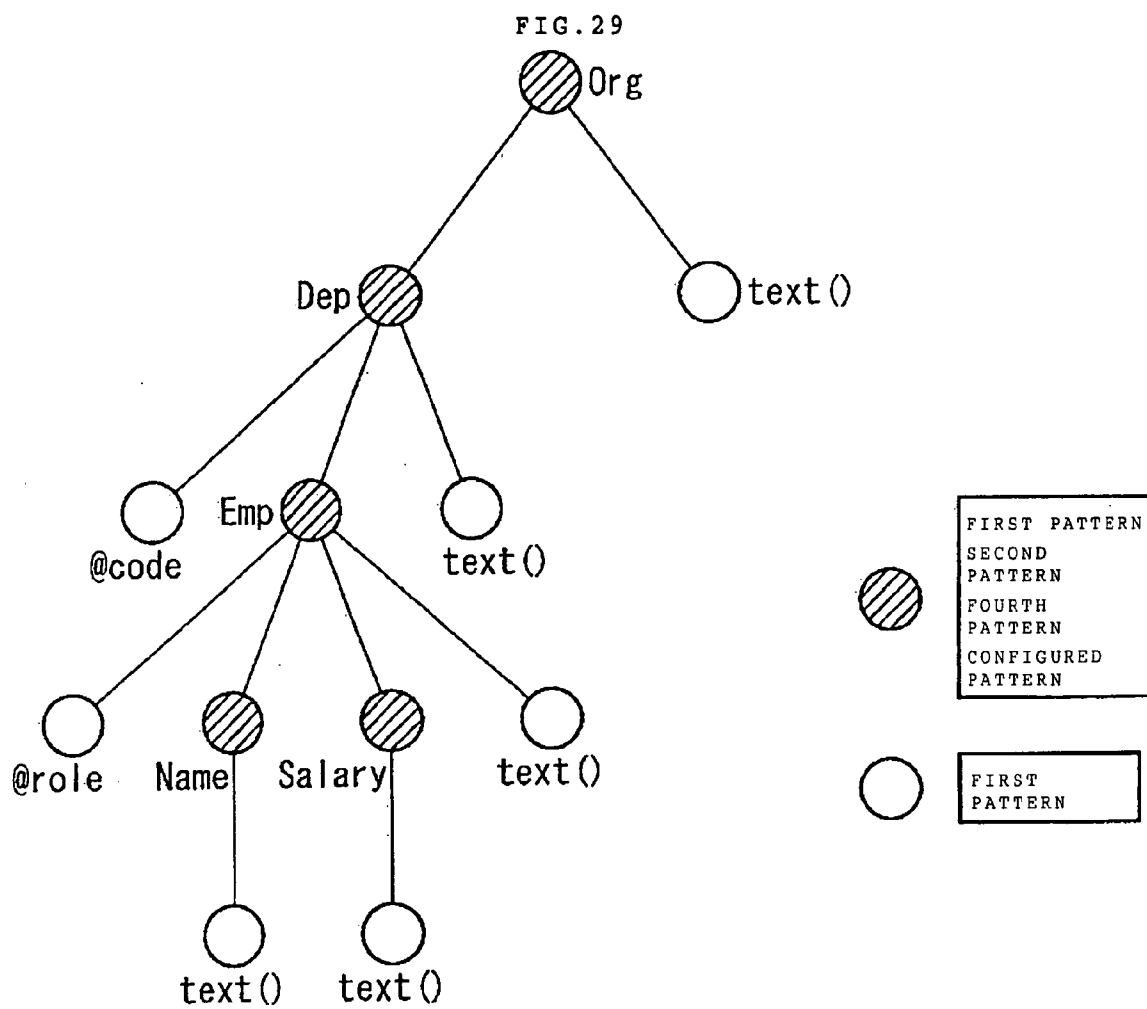 FIG.29
Org
Dep
text()
@code
Emp
text()
@role
Name
Salary
text()
text()
text()
FIRST PATTERN
SECOND
PATTERN
FOURTH
PATTERN
CONFIGURED
PATTERN
FIRST
PATTERN